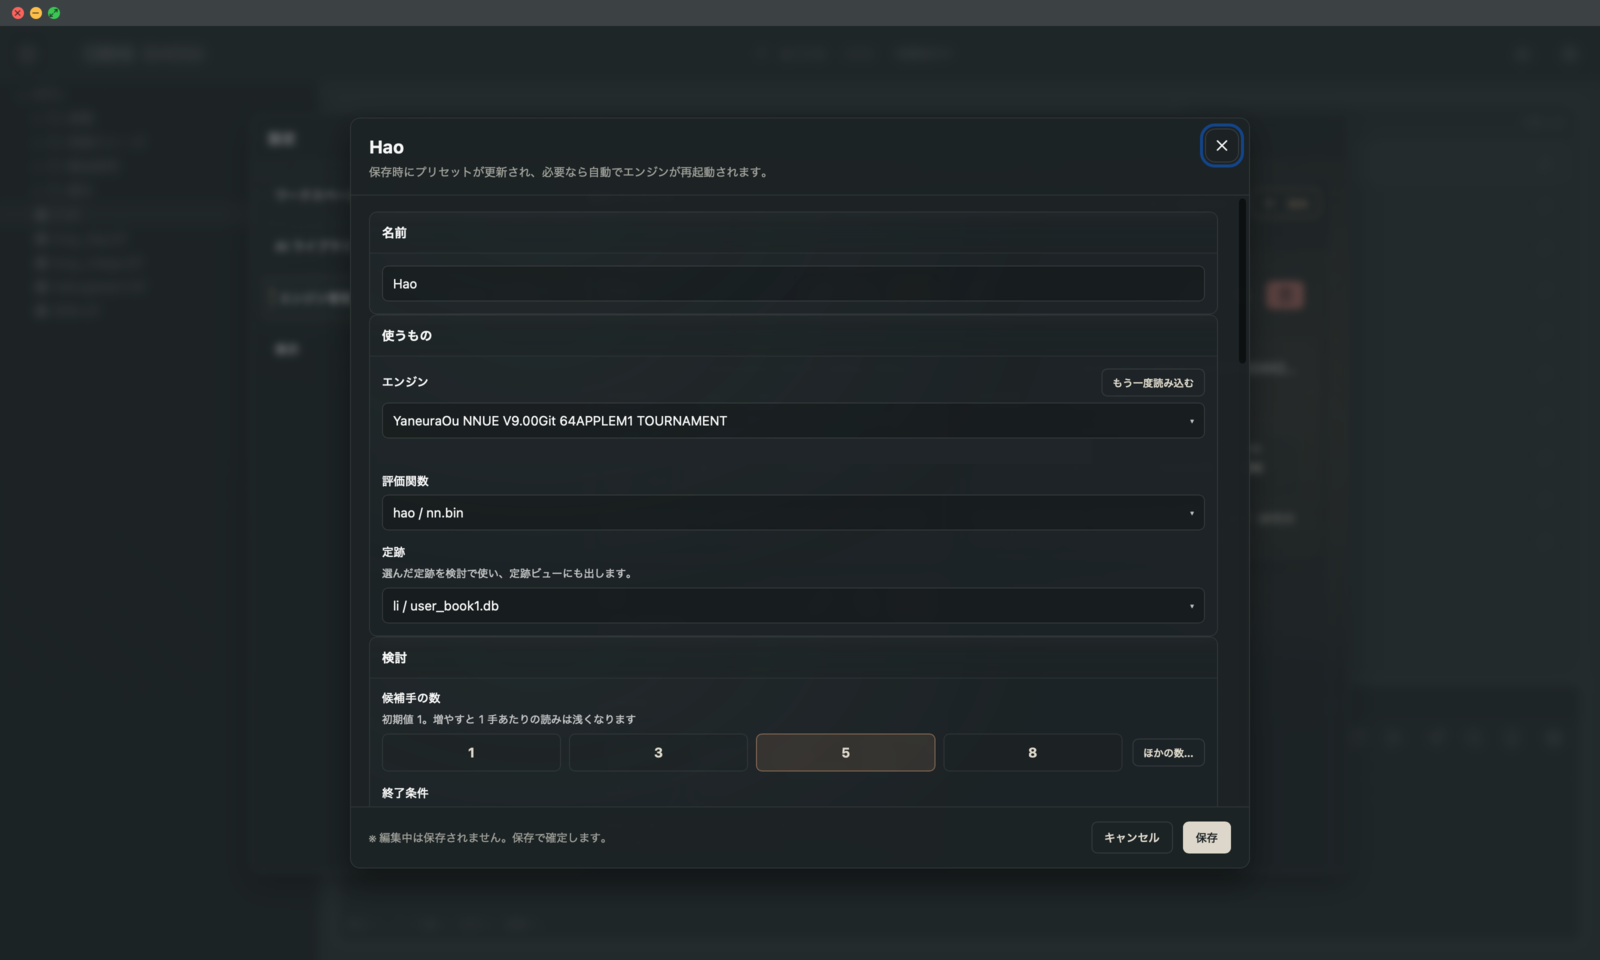 Hao
保存時にプリセットが更新され、必要なら自動でエンジンが再起動されます。
名前
Hao
使うもの
エンジン
もう一度読み込む
YaneuraOu NNUE V9.00Git 64APPLEM1 TOURNAMENT
評価関数
hao / nn.bin
定跡
選んだ定跡を検討で使い、定跡ビューにも出します。
li / user_book1.db
検討
候補手の数
初期値 1。増やすと 1 手あたりの読みは浅くなります
1
3
5
8
ほかの数...
終了条件
※ 編集中は保存されません。保存で確定します。
キャンセル
保存